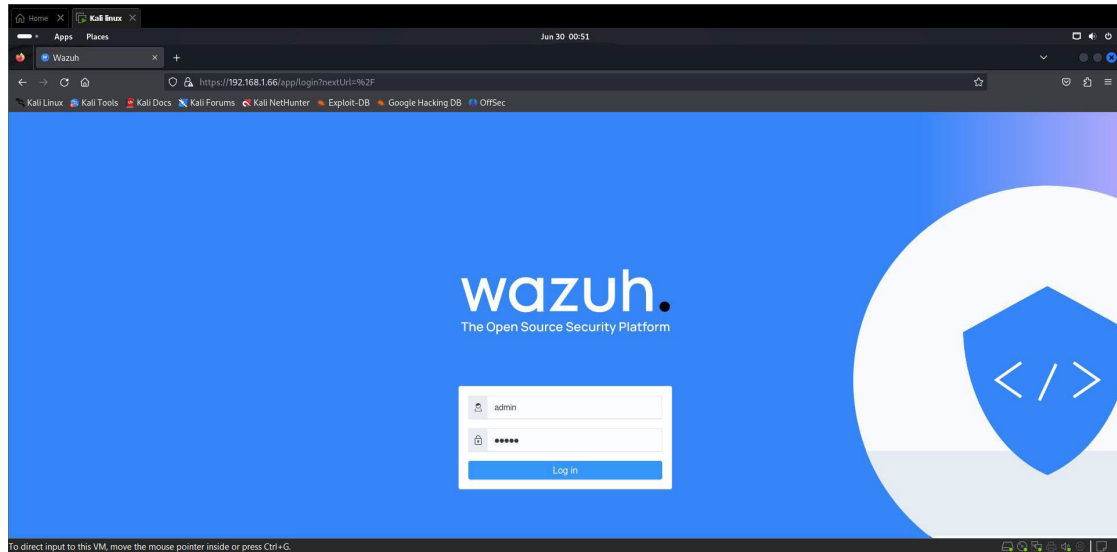 Home Kali linux
Apps Places Jun 30 00:51
Wazuh
https://192.168.1.66/app/login?nextUrl=%2F
Kali Linux Kali Tools Kali Docs Kali Forums Kali NetHunter Exploit-DB Google Hacking DB OffSec
wazuh.
The Open Source Security Platform
</>
admin
Log in
To direct input to this VM, move the mouse pointer inside or press Ctrl+G.